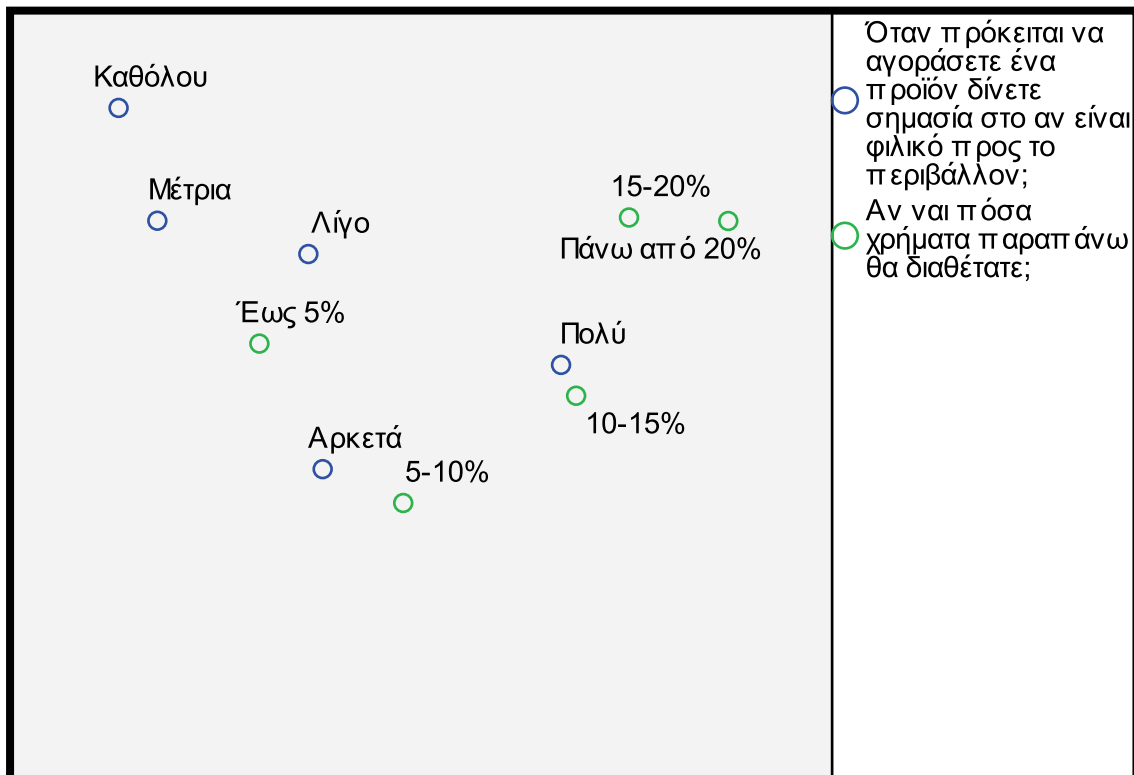 Καθόλου
Μέτρια
Λίγο
15-20%
Πάνω από 20%
Έως 5%
Πολύ
10-15%
Αρκετά
5-10%
Όταν πρόκειται να
αγοράσετε ένα
προϊόν δίνετε
σημασία στο αν είναι
φιλικό προς το
περιβάλλον;
Αν ναι πόσα
χρήματα παραπάνω
θα διαθέτατε;